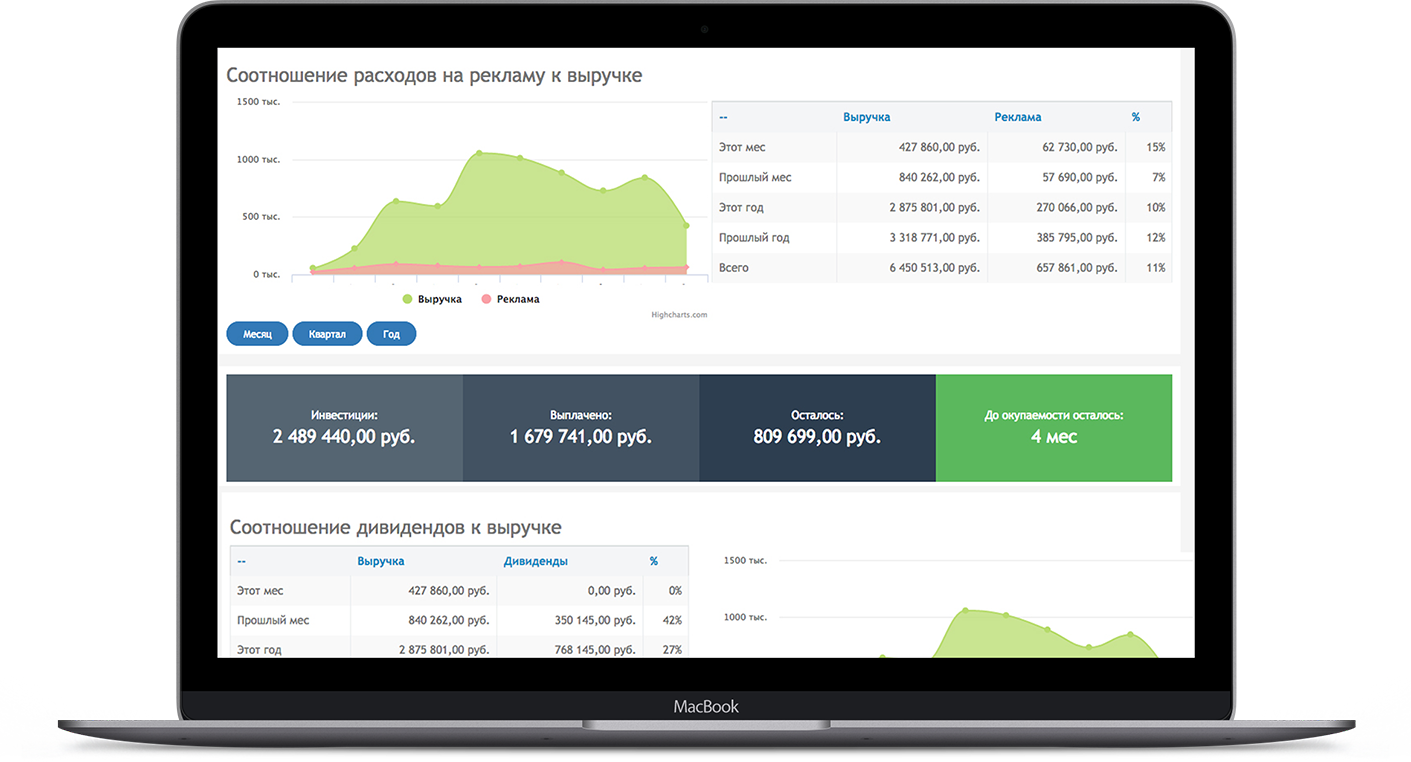 Соотношение расходов на рекламу к выручке
1500 тыс.
1000 тыс.
500 тыс.
0 тыс.
Выручка Реклама
Highcharts.com
-- Выручка Реклама %
Этот мес 427 860,00 руб. 62 730,00 руб. 15%
Прошлый мес 840 262,00 руб. 57 690,00 руб. 7%
Этот год 2 875 801,00 руб. 270 066,00 руб. 10%
Прошлый год 3 318 771,00 руб. 385 795,00 руб. 12%
Всего 6 450 513,00 руб. 657 861,00 руб. 11%
Месяц Квартал Год
Инвестиции:
2 489 440,00 руб.
Выплачено:
1 679 741,00 руб.
Осталось:
809 699,00 руб.
До окупаемости осталось:
4 мес
Соотношение дивидендов к выручке
-- Выручка Дивиденды %
Этот мес 427 860,00 руб. 0,00 руб. 0%
Прошлый мес 840 262,00 руб. 350 145,00 руб. 42%
Этот год 2 875 801,00 руб. 768 145,00 руб. 27%
1500 тыс.
1000 тыс.
MacBook